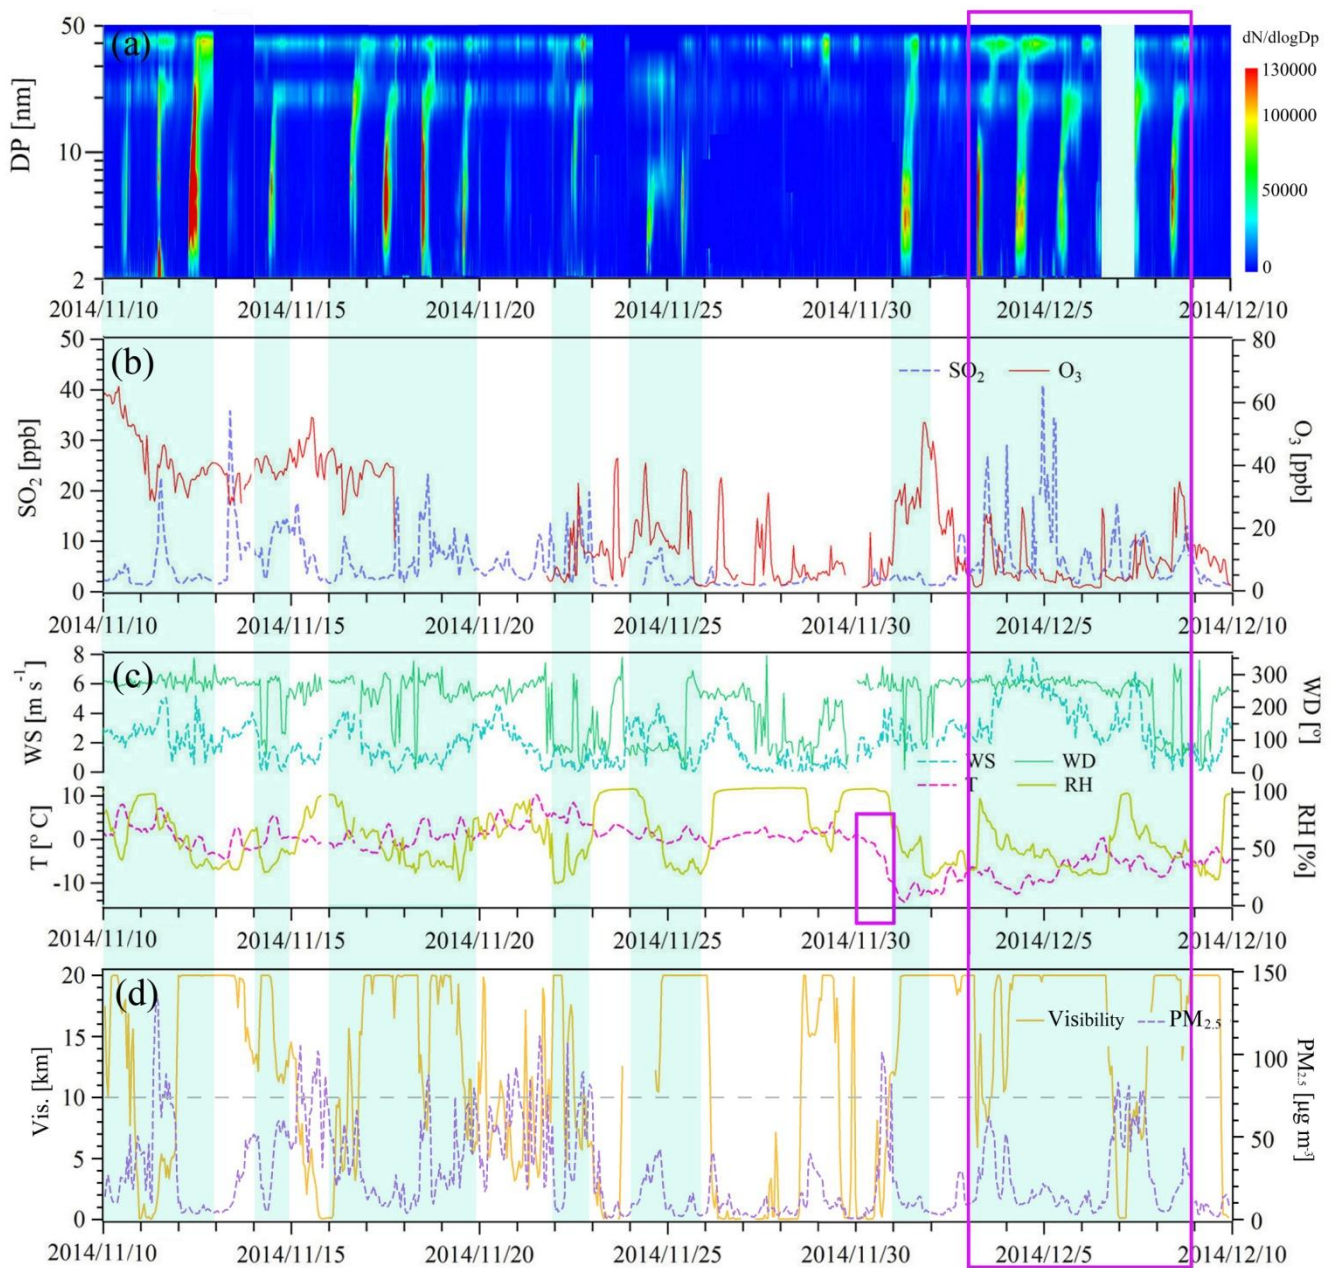 50
(a)
dN/dlogDp
130000
DP [nm]
10
100000
50000
0
2
2014/11/10 2014/11/15 2014/11/20 2014/11/25 2014/11/30 2014/12/5 2014/12/10
50 80
(b)
SO2 O3
40
60
30
SO2 [ppb]
40
O3 [ppb]
20
20
10
0 0
2014/11/10 2014/11/15 2014/11/20 2014/11/25 2014/11/30 2014/12/5 2014/12/10
8
(c)
6 300
WS [m s-1]
4 200
WD [°]
2 100
WS WD
0 0
T RH
10 100
T [° C]
0
50
RH [%]
-10
0
2014/11/10 2014/11/15 2014/11/20 2014/11/25 2014/11/30 2014/12/5 2014/12/10
20 150
(d)
Visibility PM2.5
15
100
Vis. [km]
10
PM2.5 [µg m-3]
50
5
0 0
2014/11/10 2014/11/15 2014/11/20 2014/11/25 2014/11/30 2014/12/5 2014/12/10